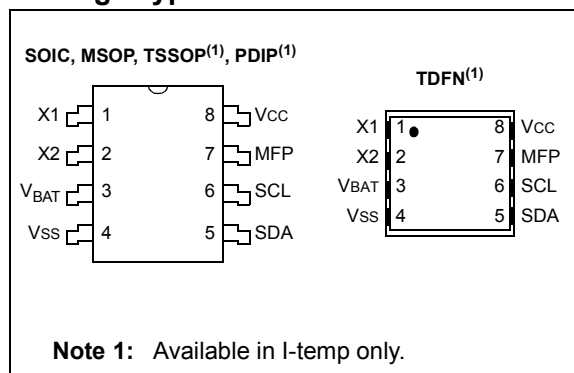 SOIC, MSOP, TSSOP(1), PDIP(1)
X1 1 8 VCC
X2 2 7 MFP
VBAT 3 6 SCL
VSS 4 5 SDA
TDFN(1)
X1 1 8 VCC
X2 2 7 MFP
VBAT 3 6 SCL
VSS 4 5 SDA
Note 1: Available in I-temp only.